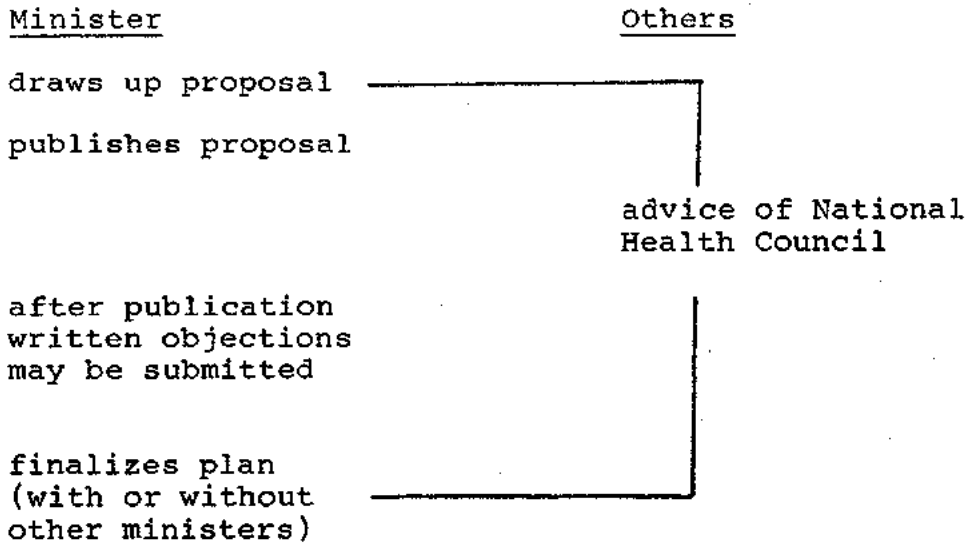 Minister
Others
draws up proposal
publishes proposal
advice of National
Health Council
after publication
written objections
may be submitted
finalizes plan
(with or without
other ministers)